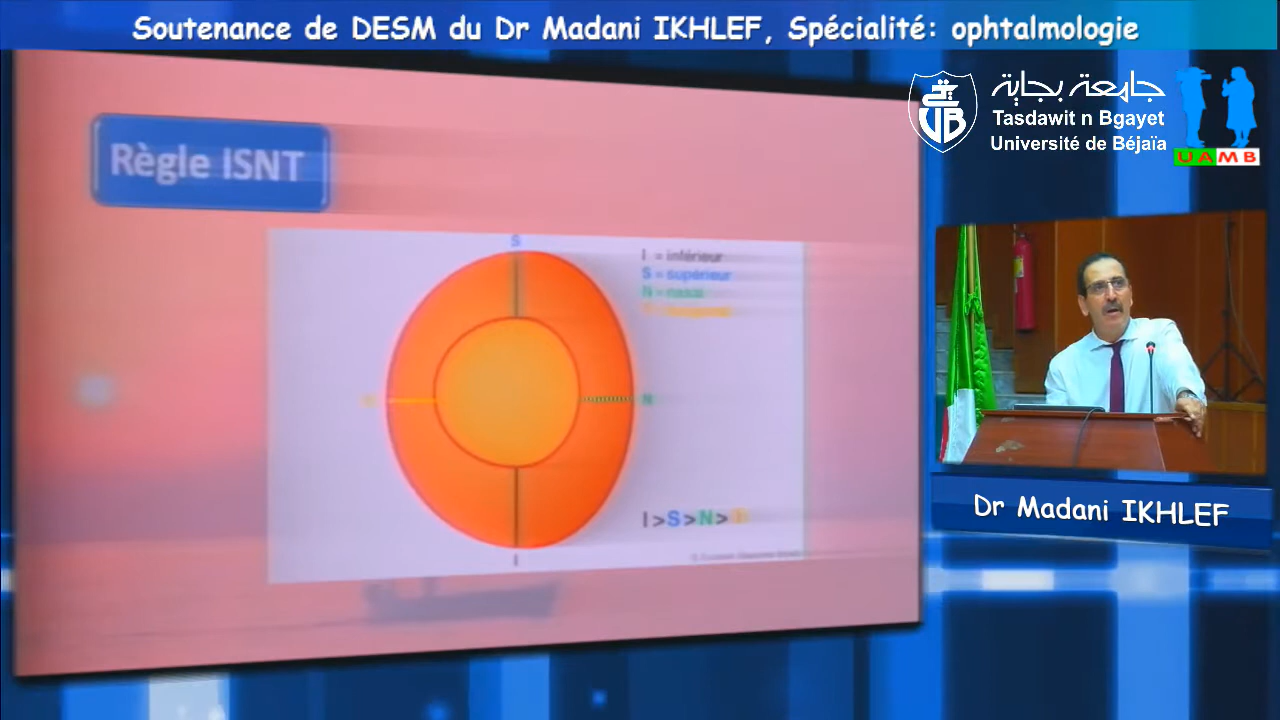 Soutenance de DESM du Dr Madani IKHLEF, Spécialité: ophtalmologie
جامعة بجاية
Tasdawit n Bgayet
Université de Béjaïa
UAMB
Règle ISNT
S
I = inférieur
S = supérieur
N = nasal
N
I > S > N >
I
Dr Madani IKHLEF